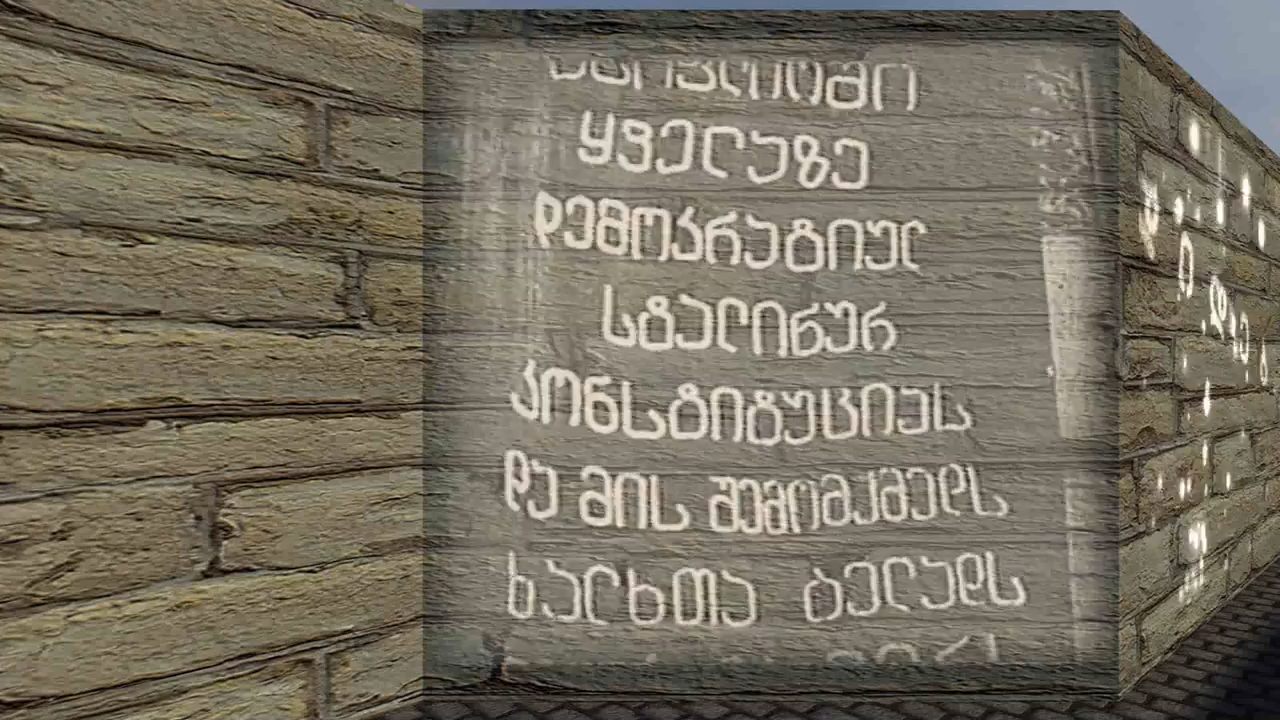 ყველაზე
დემოკრატიულ
სტალინურ
კონსტიტუციას
და მის შემოქმედს
ხალხთა ბელადს